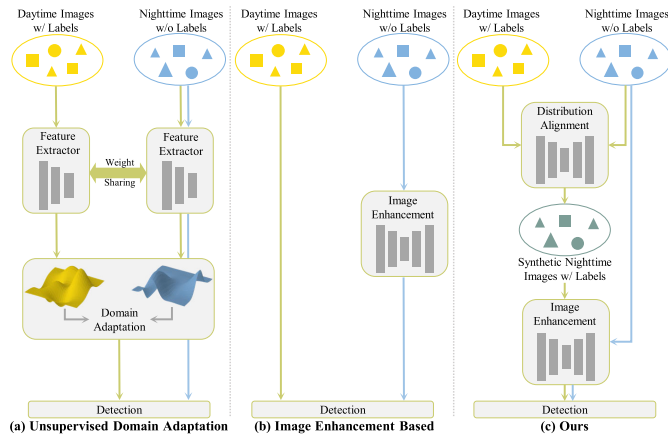 Daytime Images
w/ Labels
Nighttime Images
w/o Labels
Feature
Extractor
Weight
Sharing
Feature
Extractor
Domain
Adaptation
Detection
(a) Unsupervised Domain Adaptation
Daytime Images
w/ Labels
Nighttime Images
w/o Labels
Image
Enhancement
Detection
(b) Image Enhancement Based
Daytime Images
w/ Labels
Nighttime Images
w/o Labels
Distribution
Alignment
Synthetic Nighttime
Images w/ Labels
Image
Enhancement
Detection
(c) Ours